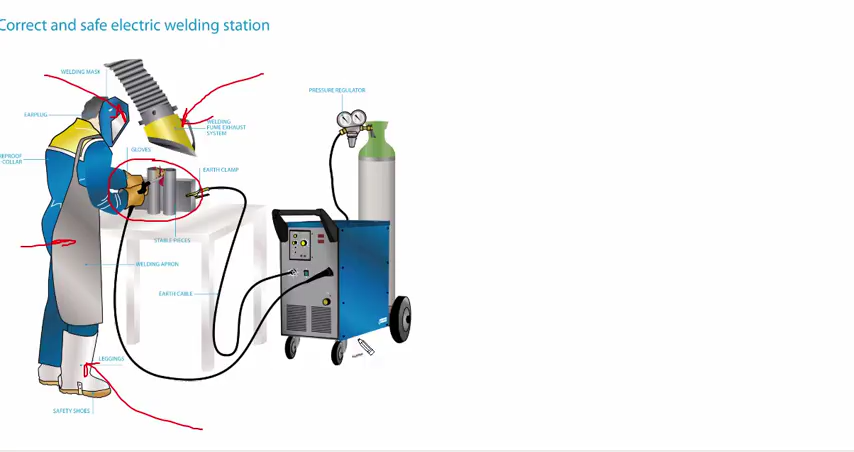 Correct and safe electric welding station
WELDING MASK
PRESSURE REGULATOR
EARPLUG
WELDING
FUME EXHAUST
SYSTEM
GLOVES
EPROOF
COLLAR
EARTH CLAMP
STABLE PIECES
WELDING APRON
EARTH CABLE
LEGGINGS
SAFETY SHOES